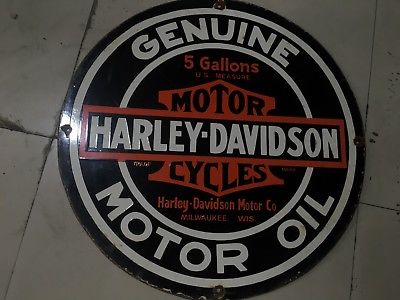 GENUINE
5 Gallons
U.S. MEASURE
MOTOR
HARLEY-DAVIDSON
CYCLES
Harley-Davidson Motor Co
MILWAUKEE. WIS.
MOTOR OIL